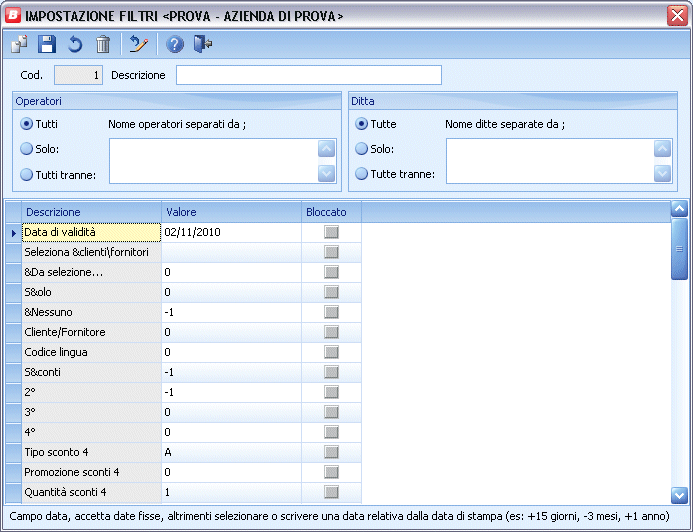 B IMPOSTAZIONE FILTRI <PROVA - AZIENDA DI PROVA>
Cod. 1 Descrizione
Operatori Ditta
Tutti Nome operatori separati da ; Tutte Nome ditte separate da ;
Solo: Solo:
Tutti tranne: Tutte tranne:
Descrizione Valore Bloccato
Data di validità 02/11/2010
Seleziona &clienti\fornitori
&Da selezione... 0
S&olo 0
&Nessuno -1
Cliente/Fornitore 0
Codice lingua 0
S&conti -1
2° -1
3° 0
4° 0
Tipo sconto 4 A
Promozione sconti 4 0
Quantità sconti 4 1
Campo data, accetta date fisse, altrimenti selezionare o scrivere una data relativa dalla data di stampa (es: +15 giorni, -3 mesi, +1 anno)